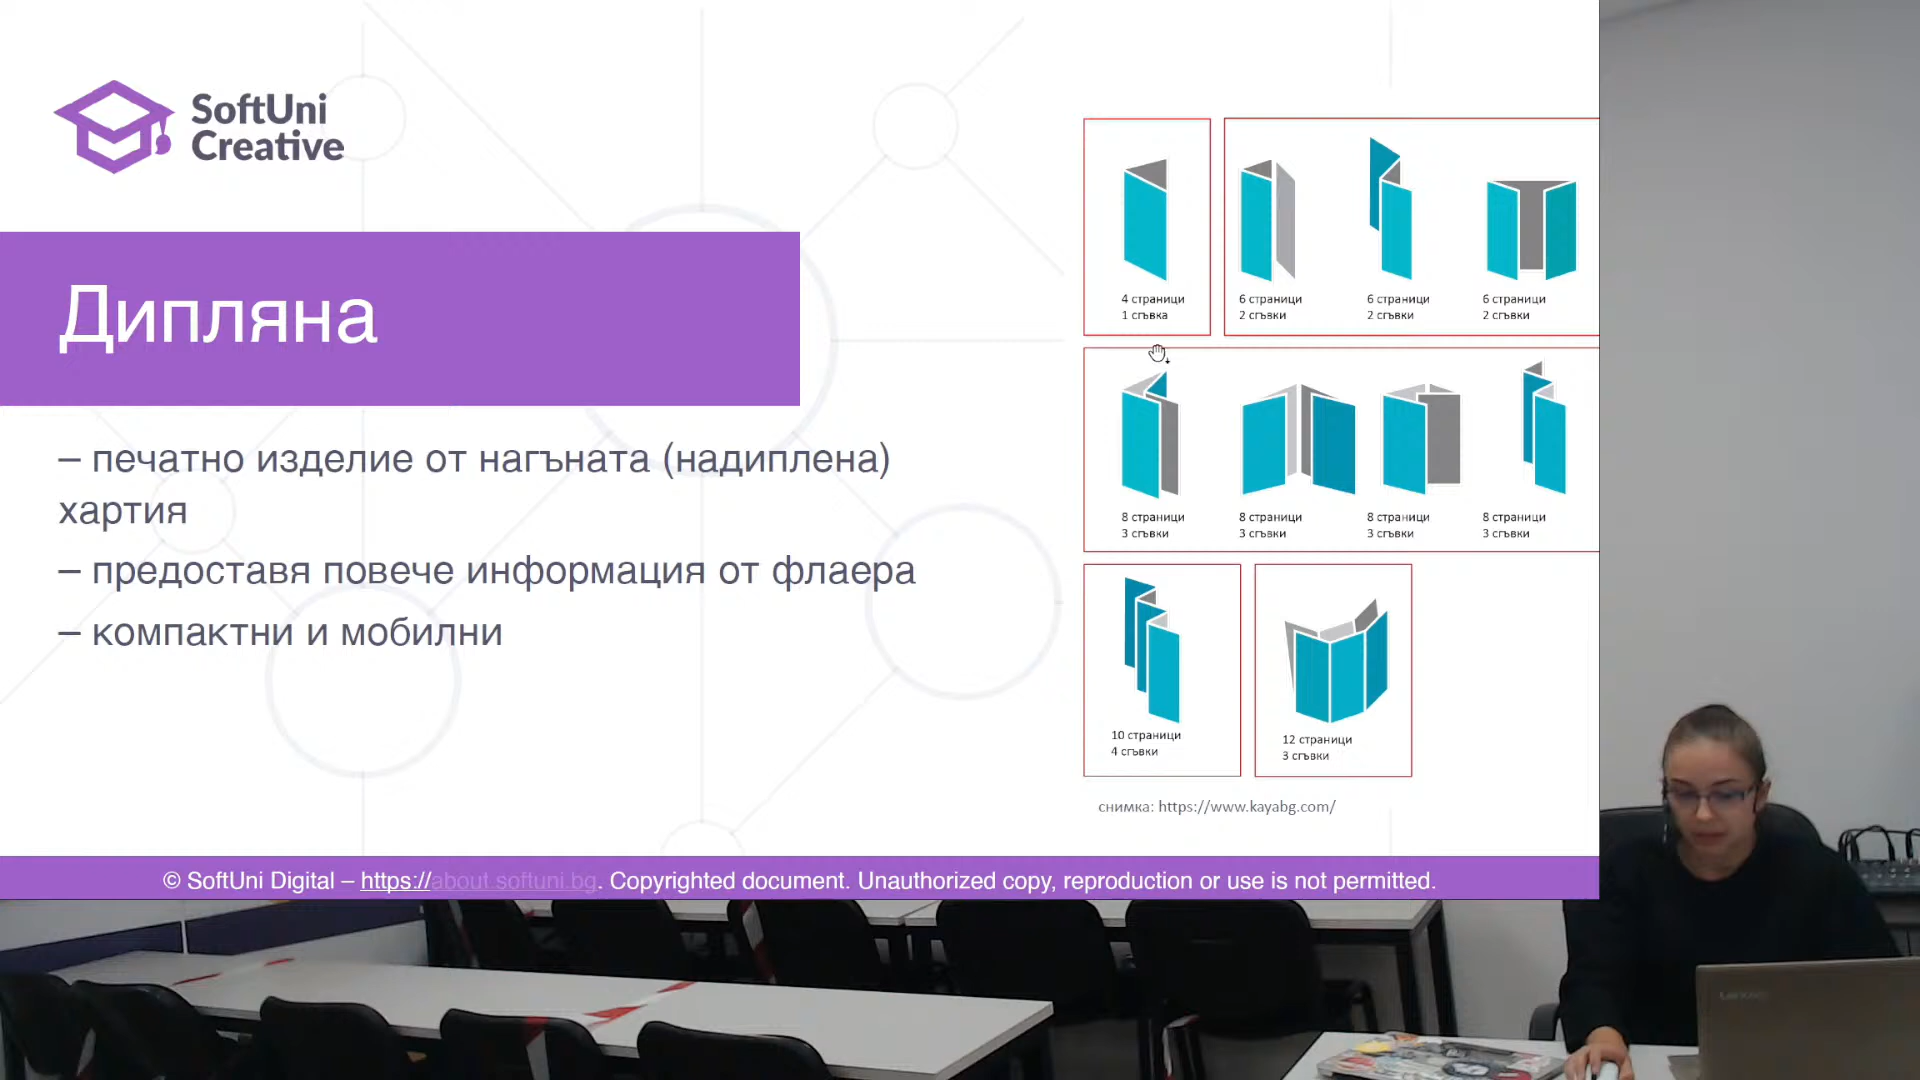 SoftUni
Creative
Дипляна
– печатно изделие от нагъната (надиплена)
хартия
– предоставя повече информация от флаера
– компактни и мобилни
4 страници
1 сгъвка
6 страници
2 сгъвки
6 страници
2 сгъвки
6 страници
2 сгъвки
8 страници
3 сгъвки
8 страници
3 сгъвки
8 страници
3 сгъвки
8 страници
3 сгъвки
10 страници
4 сгъвки
12 страници
3 сгъвки
снимка: https://www.kayabg.com/
© SoftUni Digital – https://about.softuni.bg. Copyrighted document. Unauthorized copy, reproduction or use is not permitted.
Lenovo